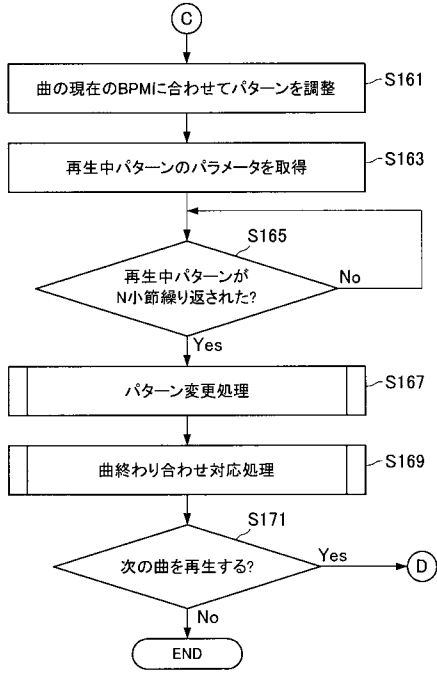 C
曲の現在のBPMに合わせてパターンを調整
S161
再生中パターンのパラメータを取得
S163
S165
再生中パターンが
N小節繰り返された?
No
Yes
パターン変更処理
S167
曲終わり合わせ対応処理
S169
S171
次の曲を再生する?
Yes
D
No
END